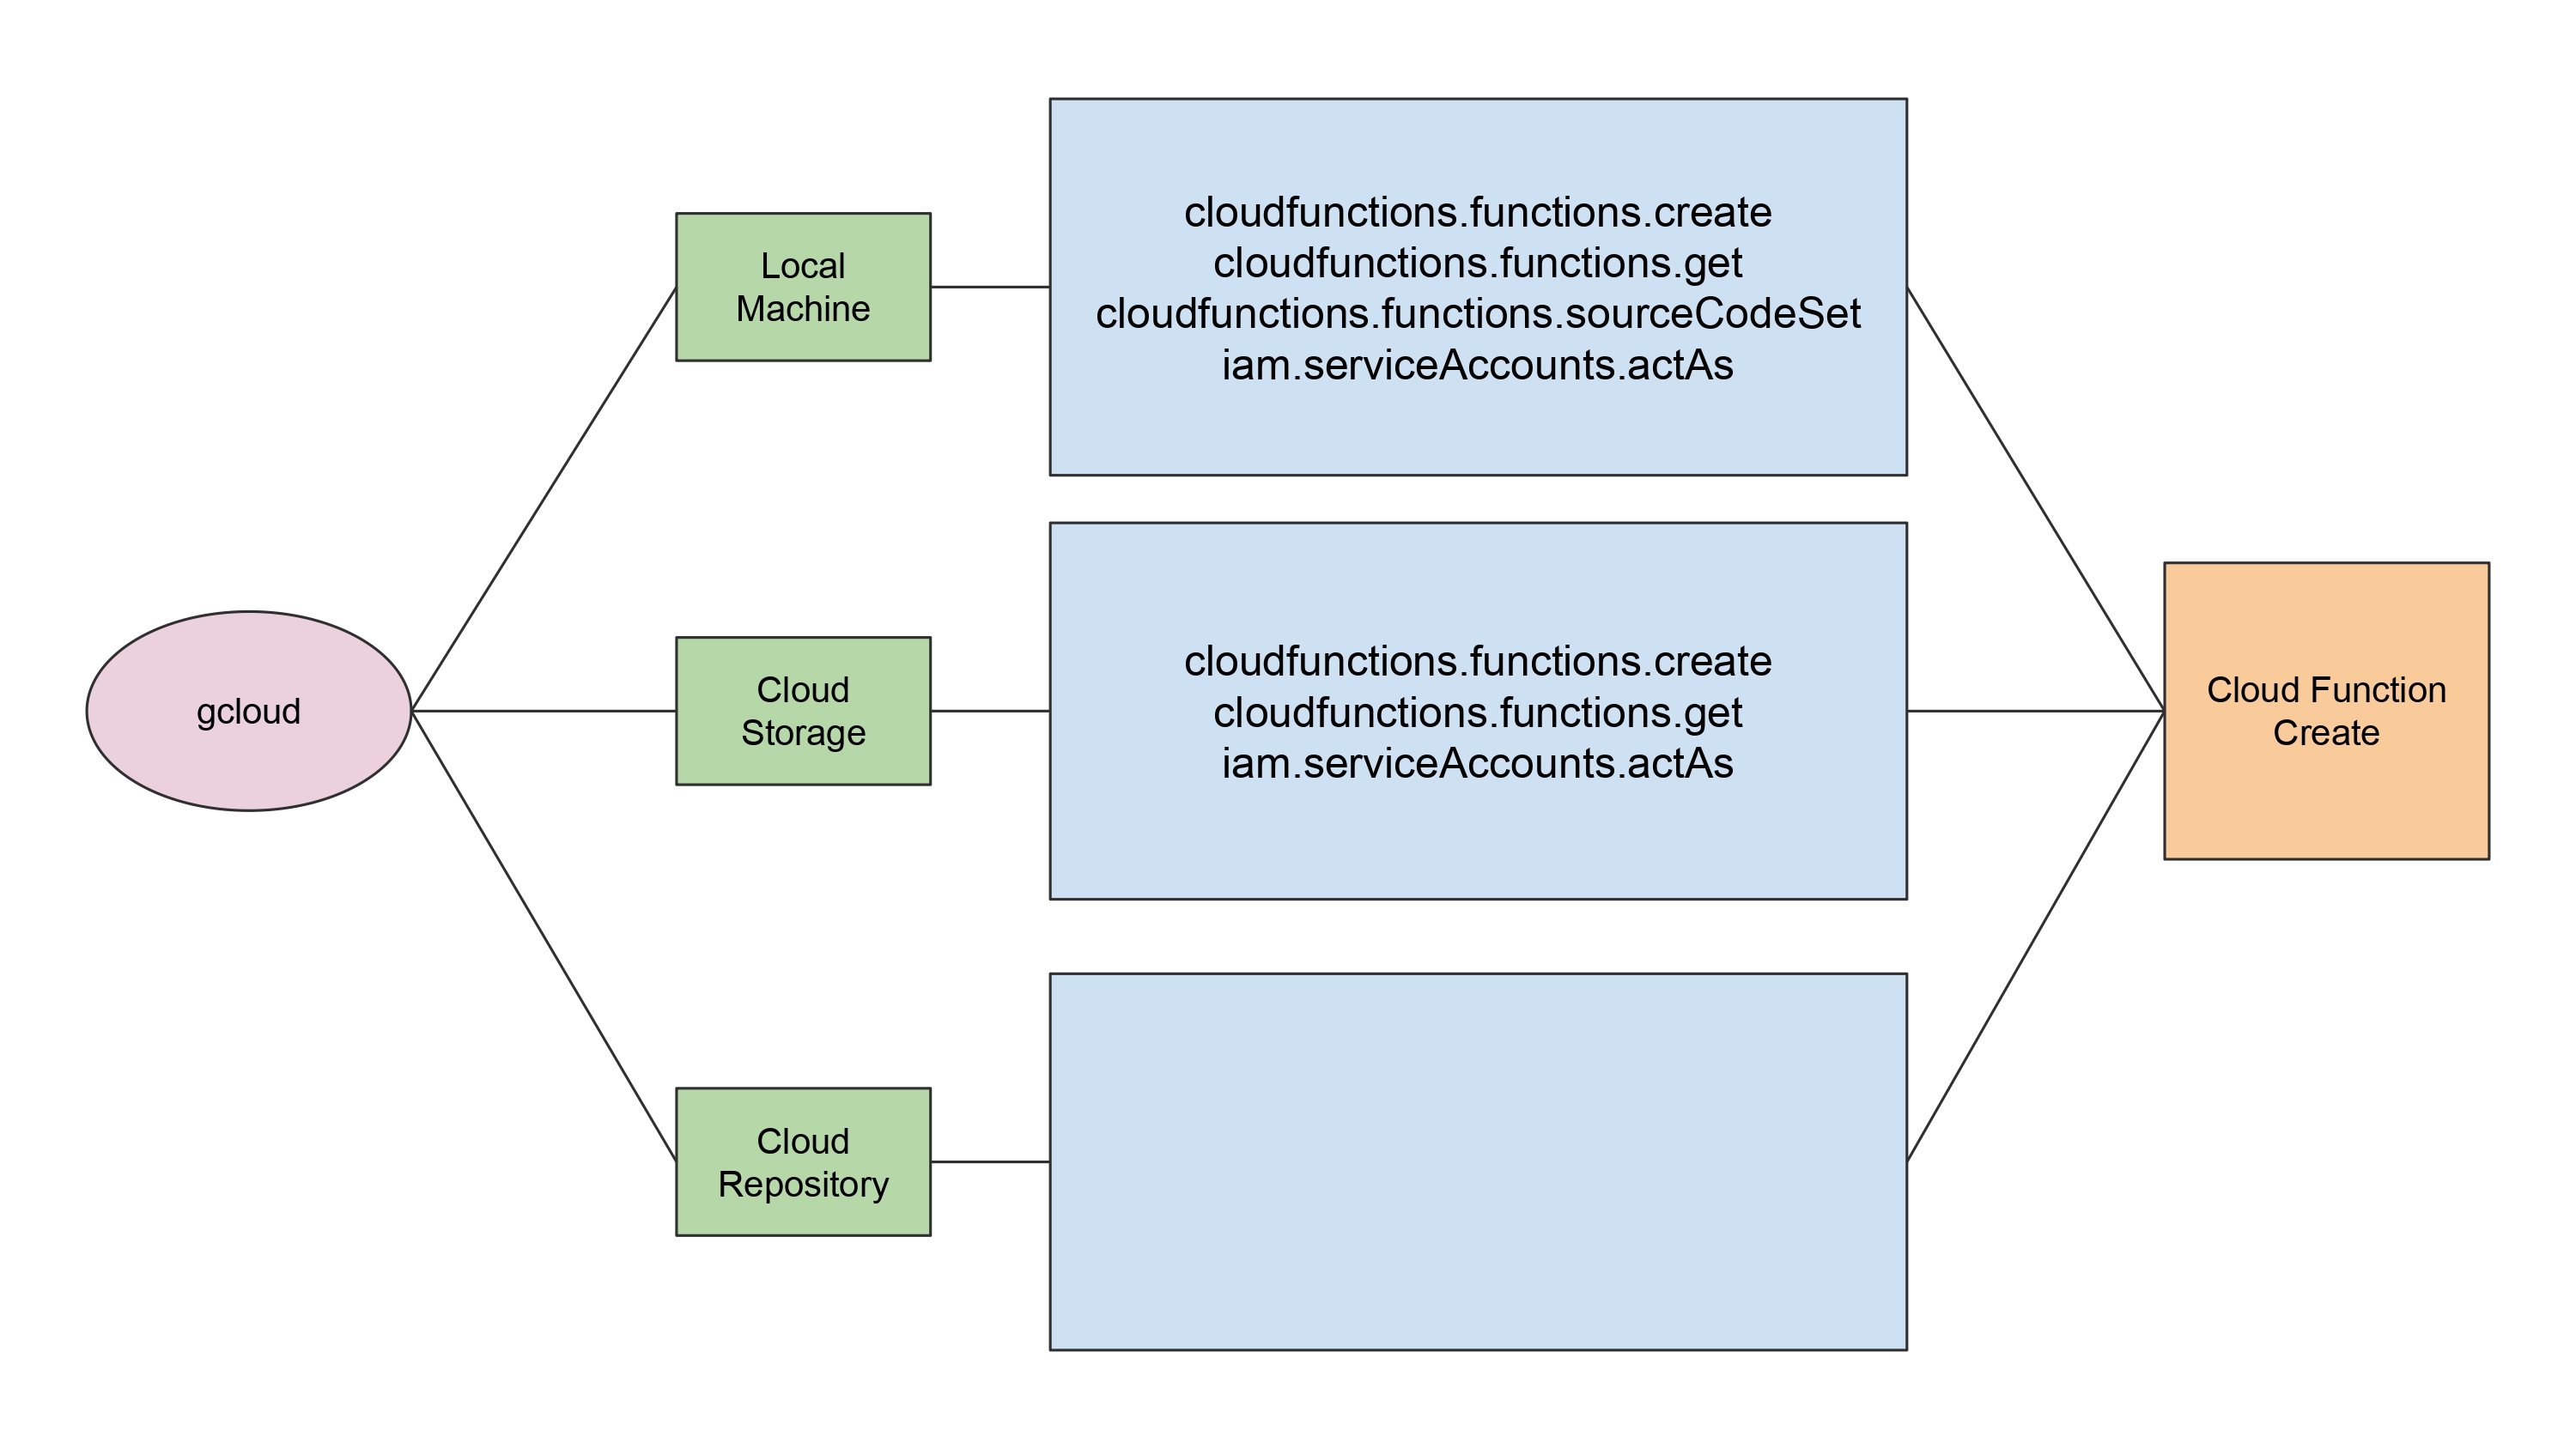 gcloud
Local
Machine
cloudfunctions.functions.create
cloudfunctions.functions.get
cloudfunctions.functions.sourceCodeSet
iam.serviceAccounts.actAs
Cloud
Storage
cloudfunctions.functions.create
cloudfunctions.functions.get
iam.serviceAccounts.actAs
Cloud
Repository
Cloud Function
Create